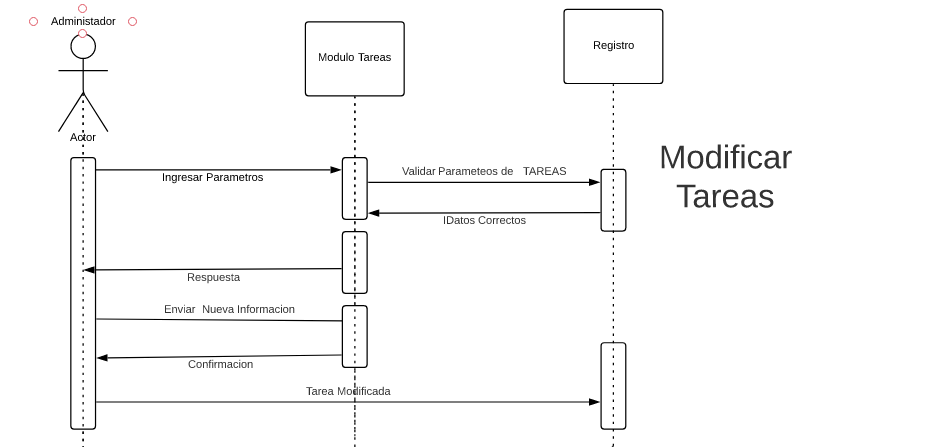 Administador
Modulo Tareas
Registro
Actor
Modificar
Tareas
Validar Parameteos de TAREAS
Ingresar Parametros
IDatos Correctos
Respuesta
Enviar Nueva Informacion
Confirmacion
Tarea Modificada